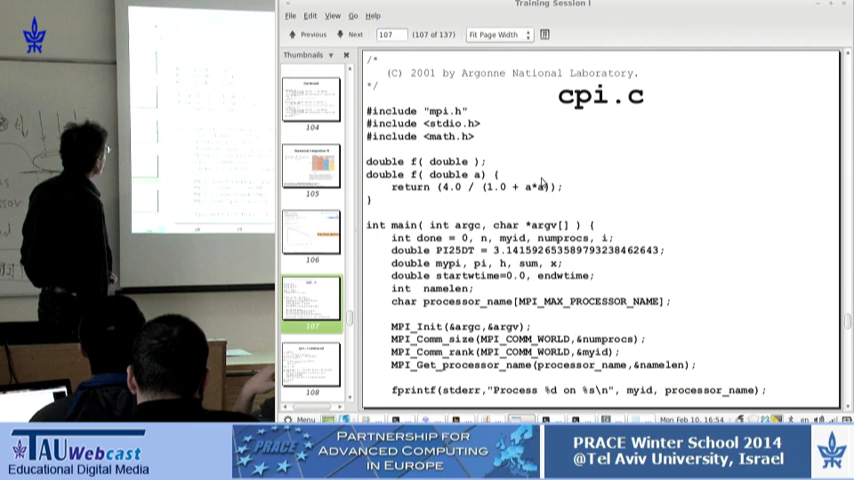 Training Session I
File Edit View Go Help
Previous Next 107 (107 of 137) Fit Page Width
Thumbnails
104
105
106
107
108
/*
(C) 2001 by Argonne National Laboratory.
*/
cpi.c
#include "mpi.h"
#include <stdio.h>
#include <math.h>
double f( double );
double f( double a) {
return (4.0 / (1.0 + a*a));
}
int main( int argc, char *argv[] ) {
int done = 0, n, myid, numprocs, i;
double PI25DT = 3.141592653589793238462643;
double mypi, pi, h, sum, x;
double startwtime=0.0, endwtime;
int namelen;
char processor_name[MPI_MAX_PROCESSOR_NAME];
MPI_Init(&argc,&argv);
MPI_Comm_size(MPI_COMM_WORLD,&numprocs);
MPI_Comm_rank(MPI_COMM_WORLD,&myid);
MPI_Get_processor_name(processor_name,&namelen);
fprintf(stderr,"Process %d on %s\n", myid, processor_name);
Menu
en
Mon Feb 10, 16:54
TAU Webcast
Educational Digital Media
PRACE
PARTNERSHIP FOR
ADVANCED COMPUTING
IN EUROPE
PRACE Winter School 2014
@Tel Aviv University, Israel